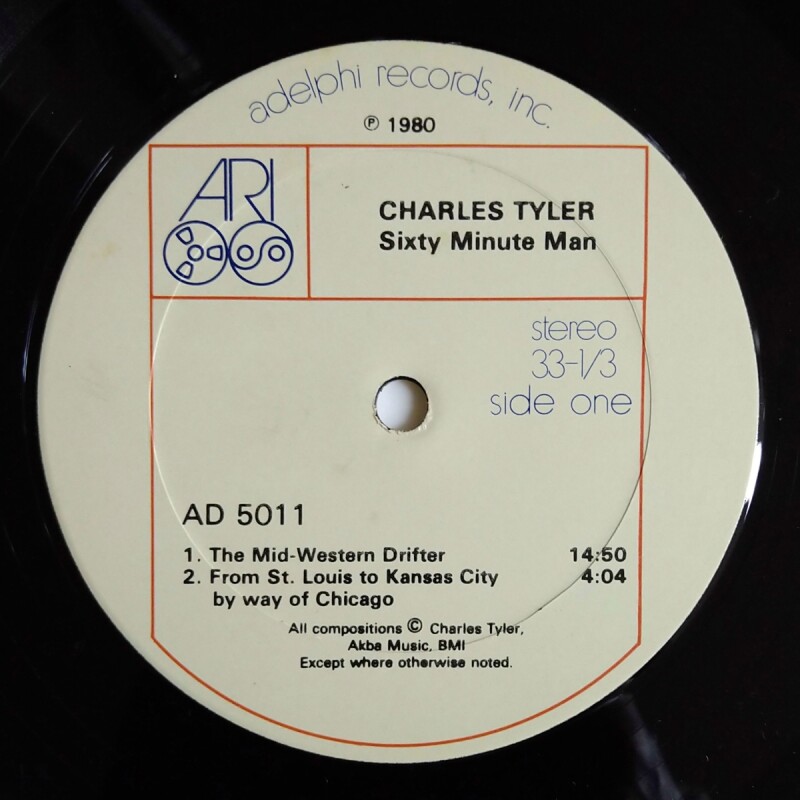 adelphi records, inc.
℗ 1980
ARI
CHARLES TYLER
Sixty Minute Man
stereo
33-1/3
side one
AD 5011
1. The Mid-Western Drifter 14:50
2. From St. Louis to Kansas City 4:04
by way of Chicago
All compositions © Charles Tyler,
Akba Music, BMI
Except where otherwise noted.